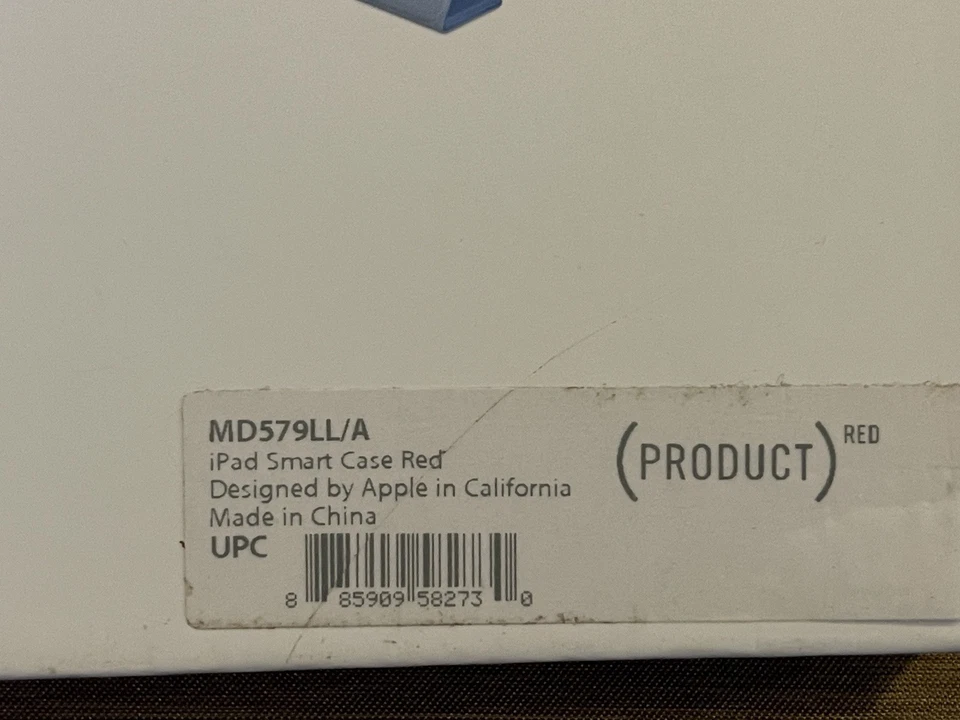 MD579LL/A
iPad Smart Case Red
Designed by Apple in California
Made in China
UPC
8 85909 58273 0
(PRODUCT) RED